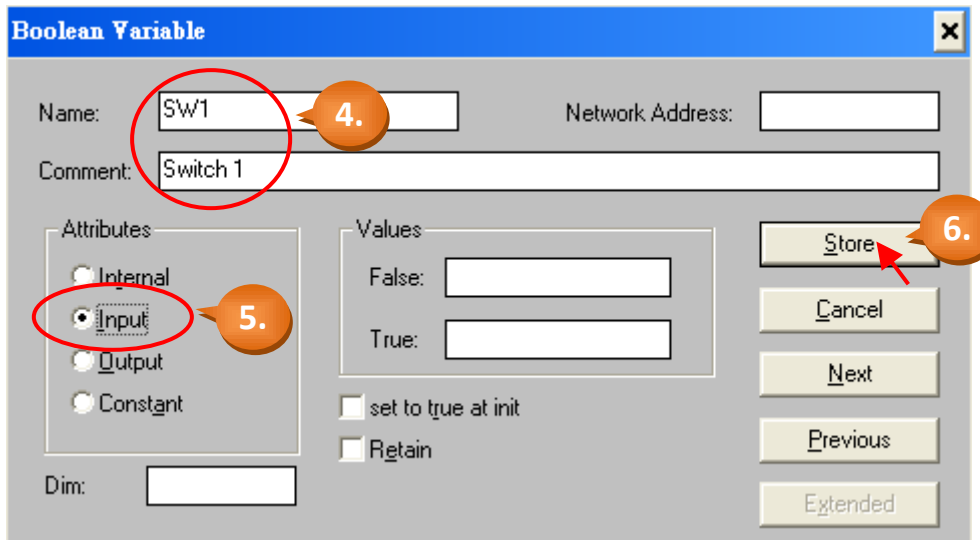 Boolean Variable
Name: SW1 4. Network Address:
Comment: Switch 1
Attributes
Internal
Input 5.
Output
Constant
Dim:
Values
False:
True:
set to true at init
Retain
Store 6.
Cancel
Next
Previous
Extended